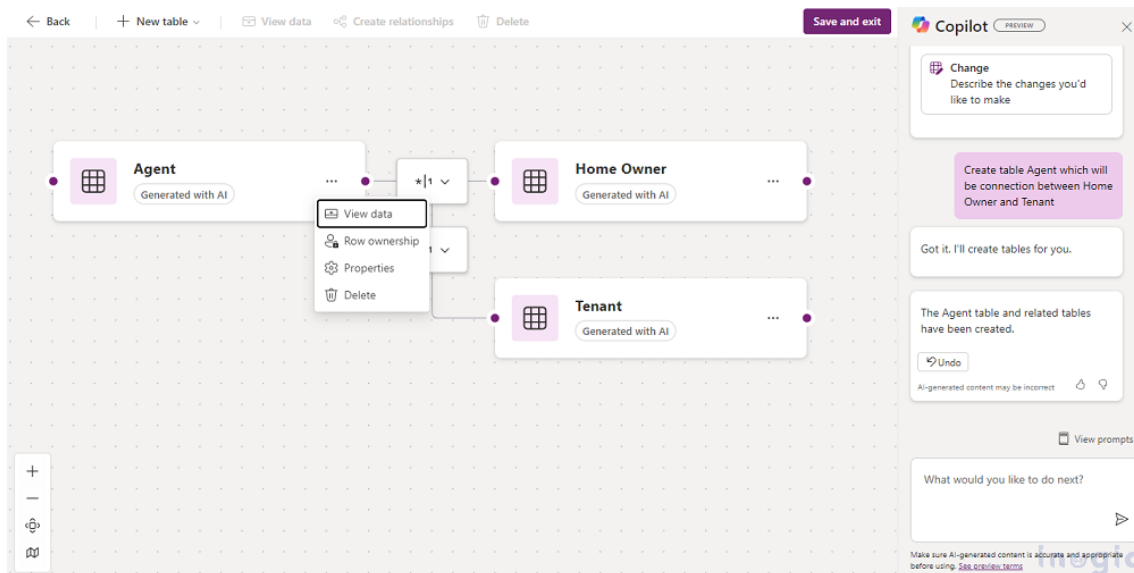 Back
New table
View data
Create relationships
Delete
Save and exit
Agent
Generated with AI
*|1
Home Owner
Generated with AI
View data
Row ownership
Properties
Delete
1
Tenant
Generated with AI
Copilot
PREVIEW
Change
Describe the changes you'd
like to make
Create table Agent which will
be connection between Home
Owner and Tenant
Got it. I'll create tables for you.
The Agent table and related tables
have been created.
Undo
AI-generated content may be incorrect
View prompts
What would you like to do next?
Make sure AI-generated content is accurate and appropriate
before using. See preview terms
inogic